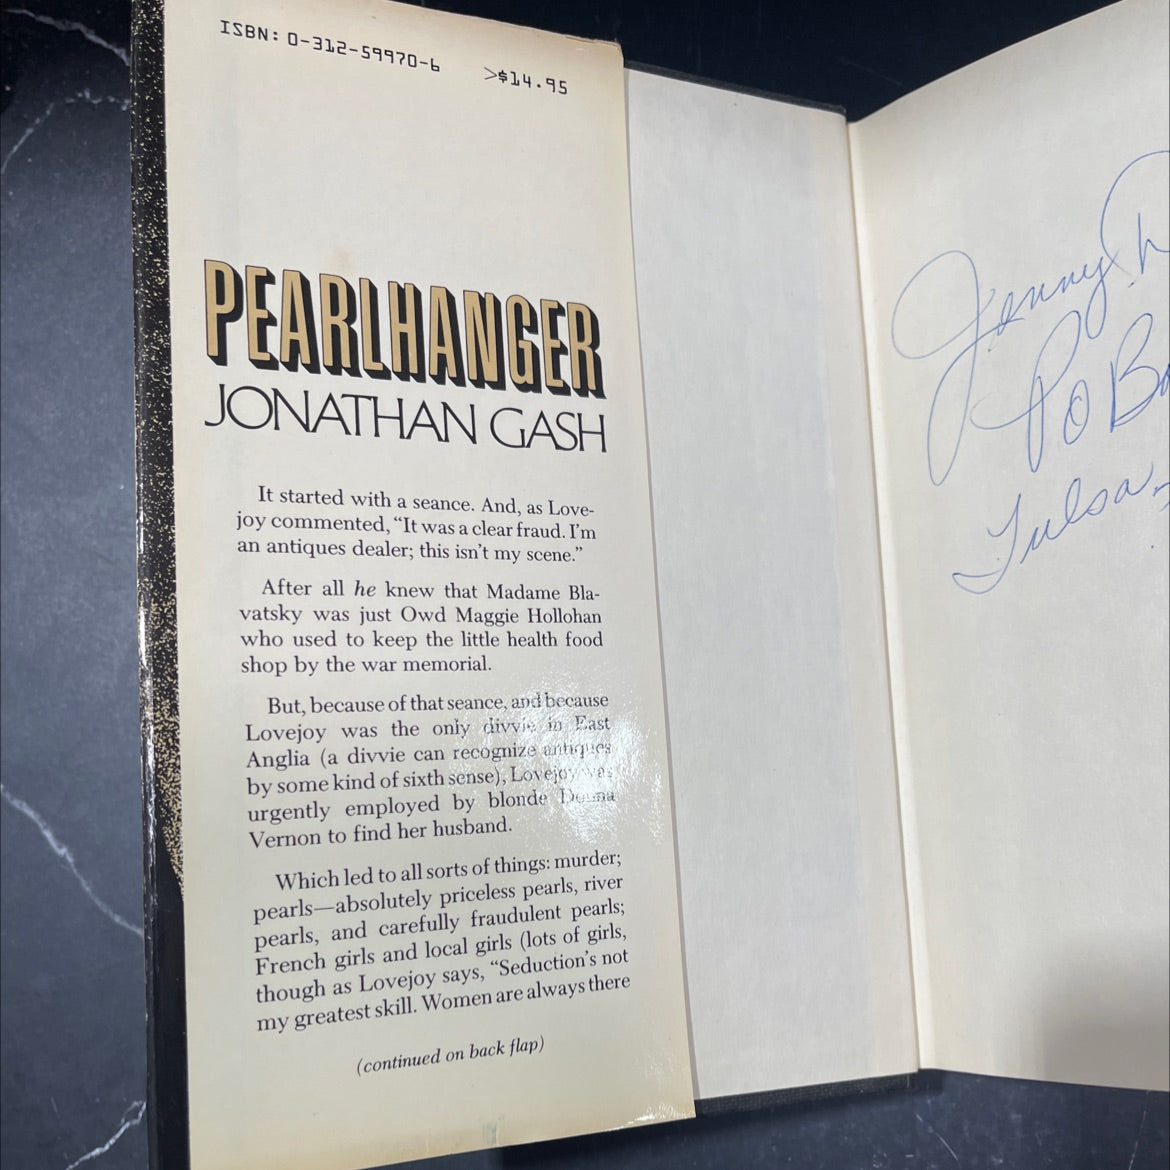 ISBN: 0-312-59970-6 >$14.95
PEARLHANGER
JONATHAN GASH
It started with a seance. And, as Love-
joy commented, “It was a clear fraud. I’m
an antiques dealer; this isn’t my scene.”
After all he knew that Madame Bla-
vatsky was just Owd Maggie Hollohan
who used to keep the little health food
shop by the war memorial.
But, because of that seance, and because
Lovejoy was the only divvie in East
Anglia (a divvie can recognize antiques
by some kind of sixth sense), Lovejoy was
urgently employed by blonde Donna
Vernon to find her husband.
Which led to all sorts of things: murder;
pearls—absolutely priceless pearls, river
pearls, and carefully fraudulent pearls;
French girls and local girls (lots of girls,
though as Lovejoy says, “Seduction’s not
my greatest skill. Women are always there
(continued on back flap)
Jenny
PO Bo
Tulsa,